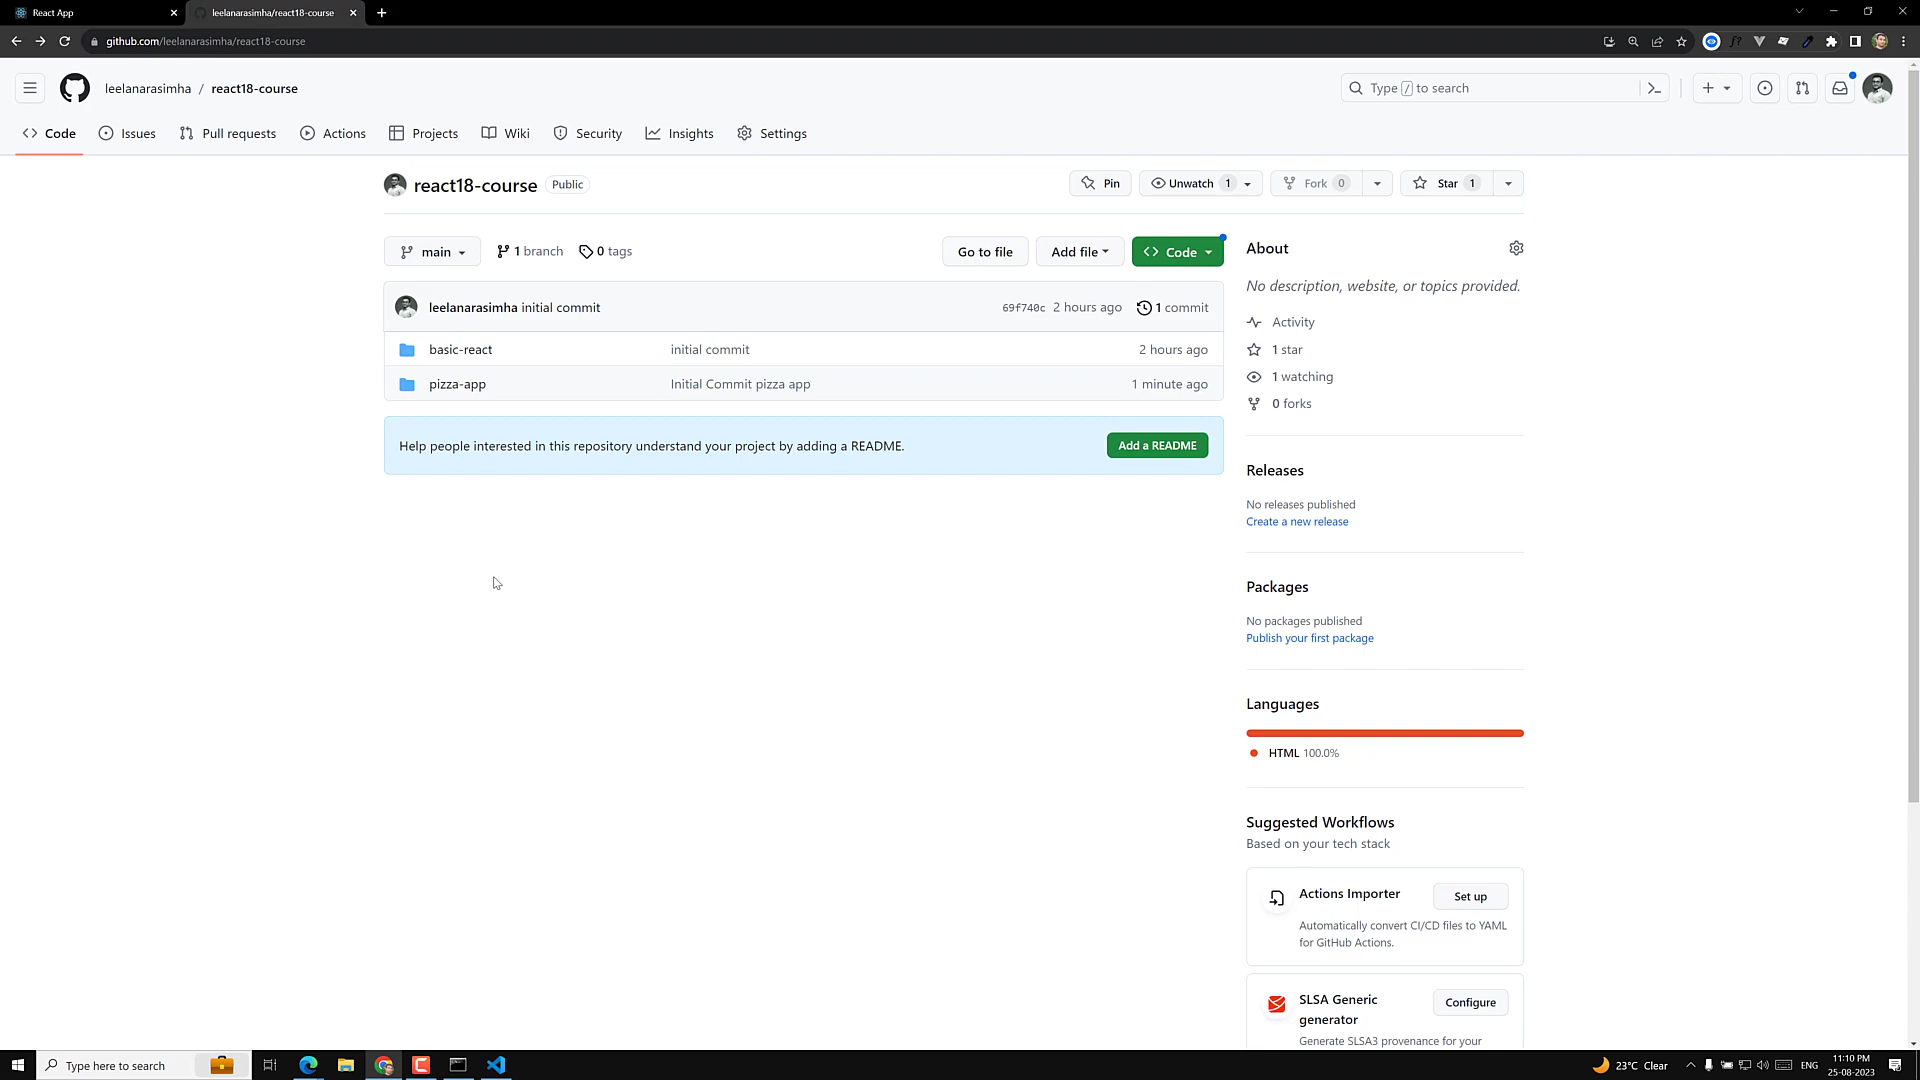 React App
leelanarasimha/react18-course
github.com/leelanarasimha/react18-course
leelanarasimha / react18-course
Type / to search
Code Issues Pull requests Actions Projects Wiki Security Insights Settings
react18-course Public
Pin Unwatch 1 Fork 0 Star 1
main 1 branch 0 tags Go to file Add file Code
leelanarasimha initial commit 69f740c 2 hours ago 1 commit
basic-react initial commit 2 hours ago
pizza-app Initial Commit pizza app 1 minute ago
Help people interested in this repository understand your project by adding a README. Add a README
About
No description, website, or topics provided.
Activity
1 star
1 watching
0 forks
Releases
No releases published
Create a new release
Packages
No packages published
Publish your first package
Languages
HTML 100.0%
Suggested Workflows
Based on your tech stack
Actions Importer Set up
Automatically convert CI/CD files to YAML
for GitHub Actions.
SLSA Generic
generator
Configure
Generate SLSA3 provenance for your
Type here to search
23°C Clear ENG
11:10 PM
25-08-2023